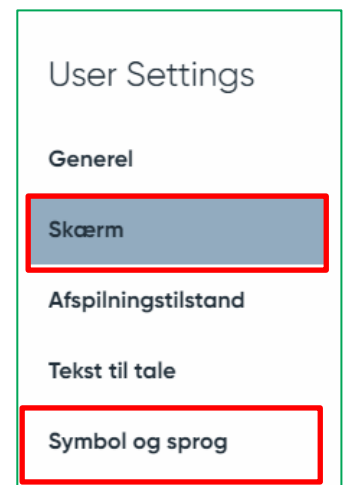 User Settings
Generel
Skærm
Afspilningstilstand
Tekst til tale
Symbol og sprog